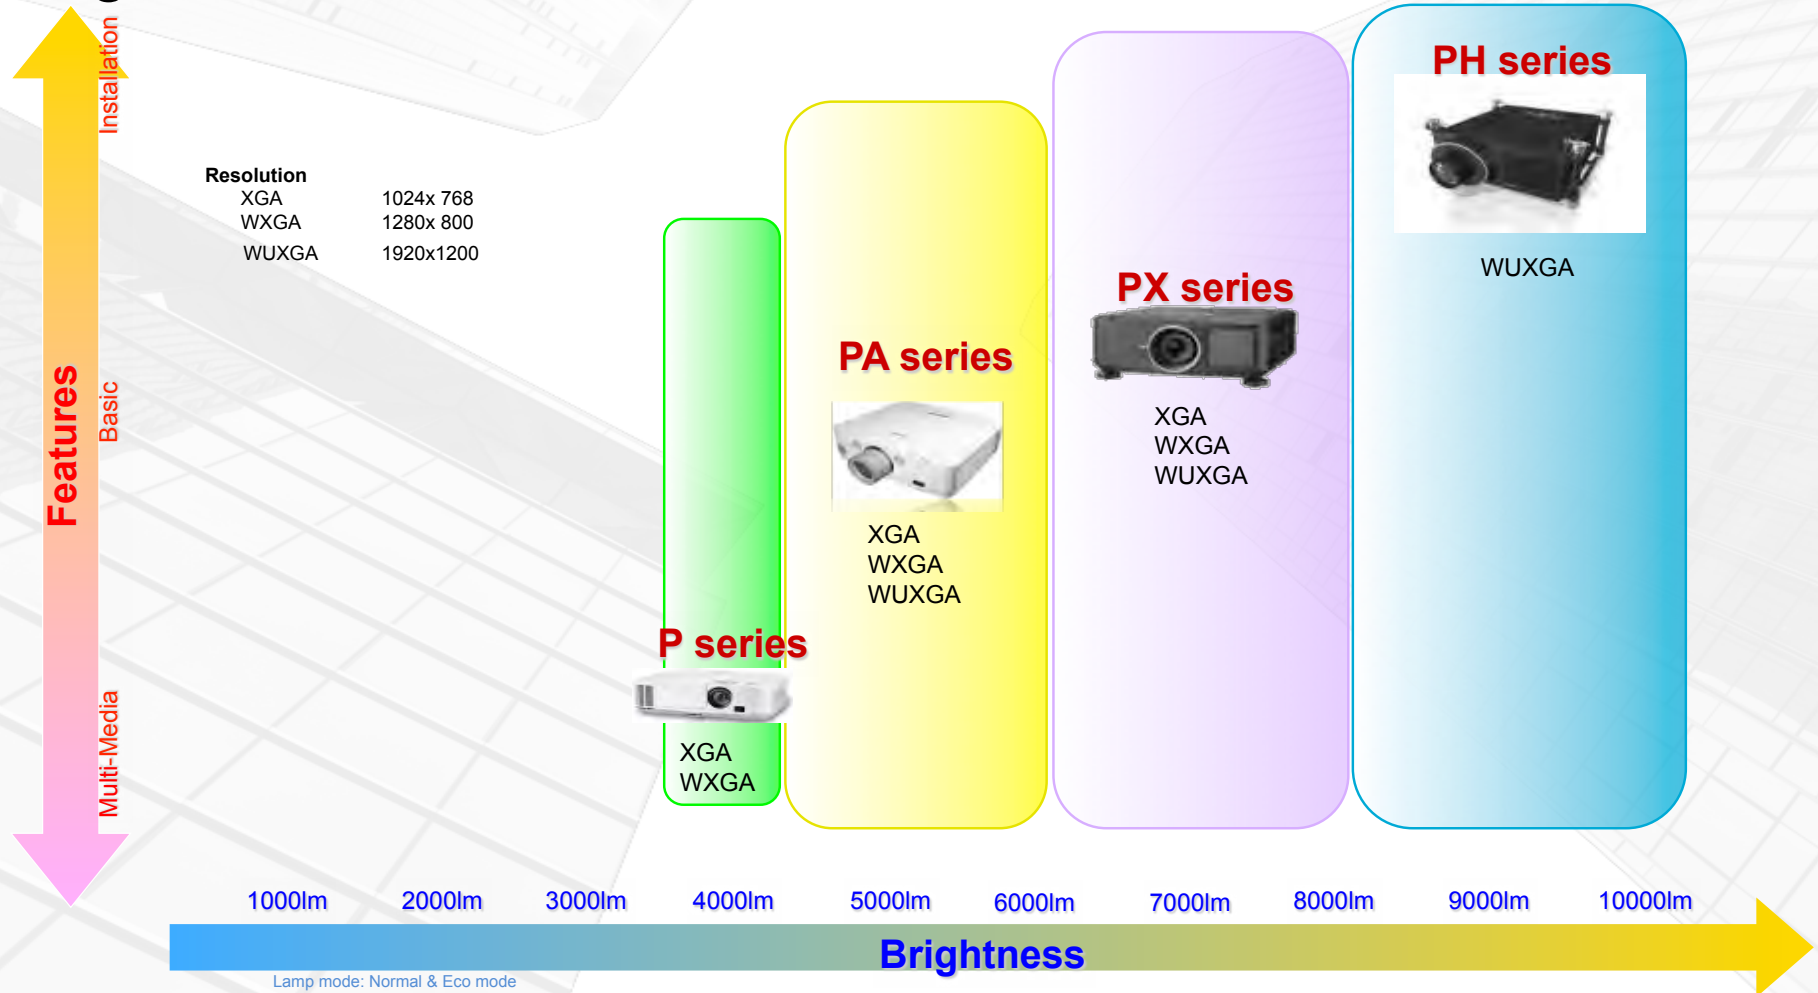 Installation
Basic
Multi-Media
Features
Resolution
XGA 1024x 768
WXGA 1280x 800
WUXGA 1920x1200
P series
XGA
WXGA
PA series
XGA
WXGA
WUXGA
PX series
XGA
WXGA
WUXGA
PH series
WUXGA
1000lm 2000lm 3000lm 4000lm 5000lm 6000lm 7000lm 8000lm 9000lm 10000lm
Brightness
Lamp mode: Normal & Eco mode